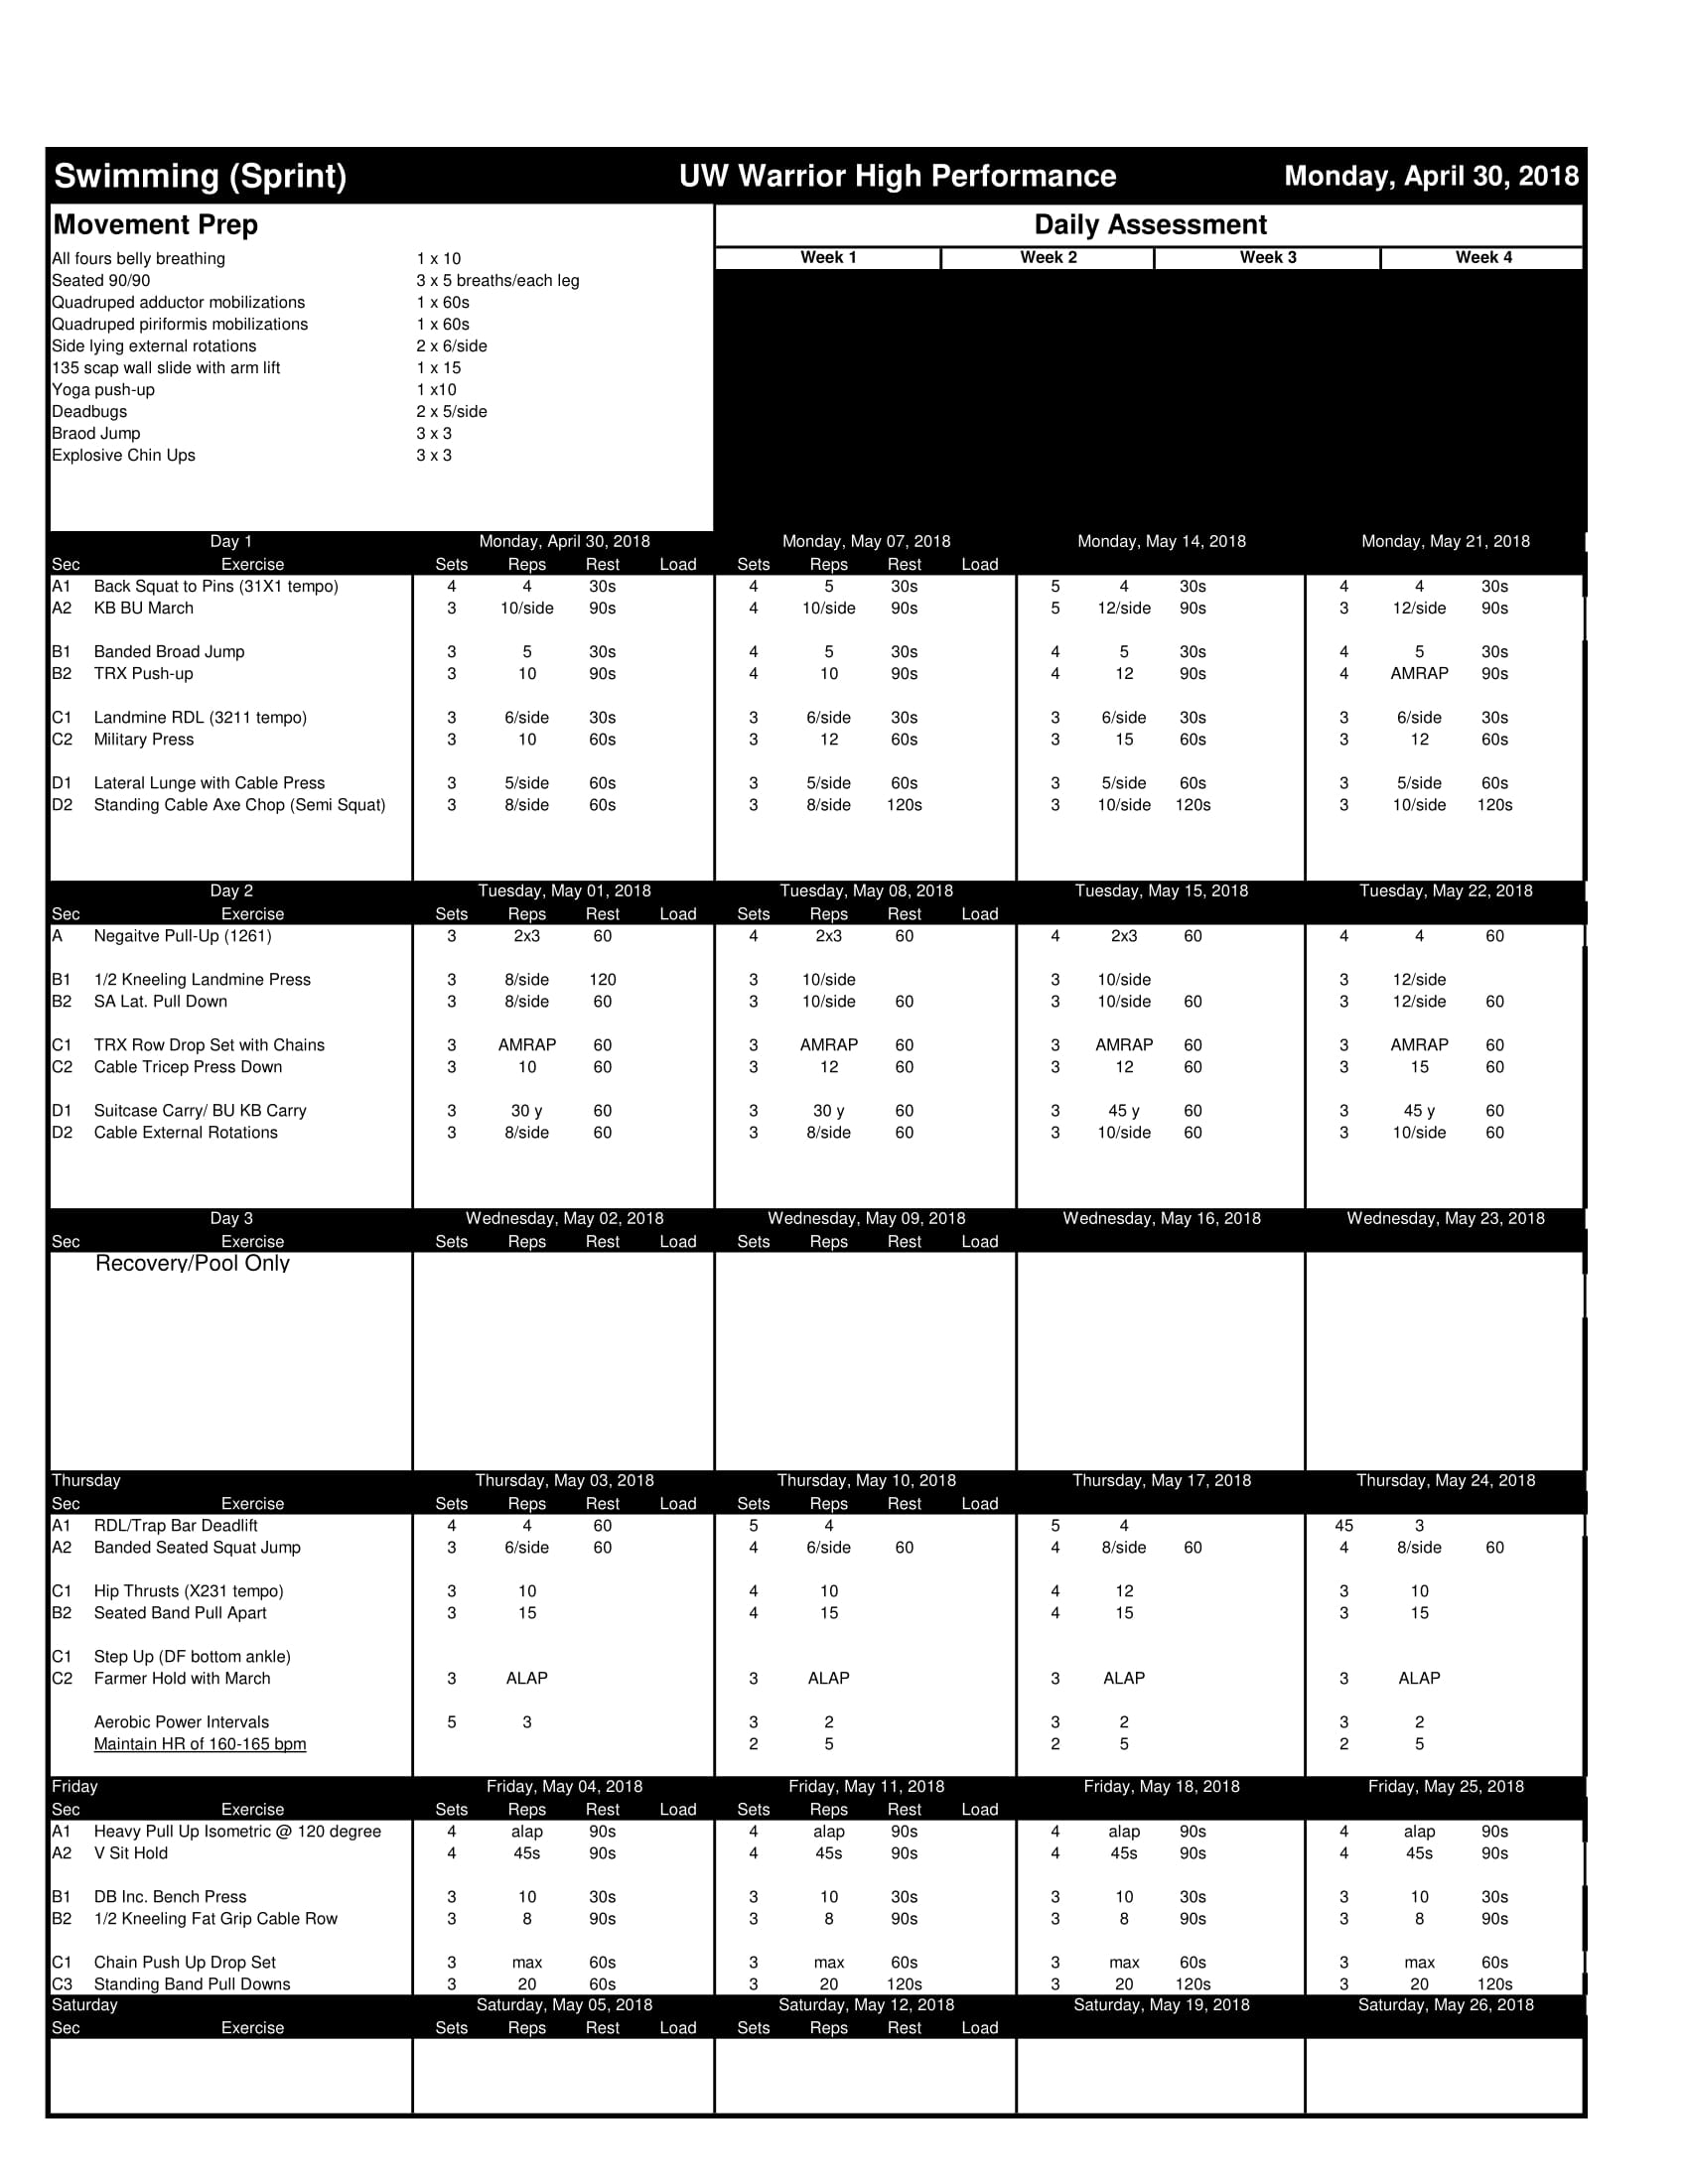 Swimming (Sprint) UW Warrior High Performance Monday, April 30, 2018
Movement Prep Daily Assessment
All fours belly breathing 1 x 10 Week 1 Week 2 Week 3 Week 4
Seated 90/90 3 x 5 breaths/each leg
Quadruped adductor mobilizations 1 x 60s
Quadruped piriformis mobilizations 1 x 60s
Side lying external rotations 2 x 6/side
135 scap wall slide with arm lift 1 x 15
Yoga push-up 1 x10
Deadbugs 2 x 5/side
Braod Jump 3 x 3
Explosive Chin Ups 3 x 3
Day 1 Monday, April 30, 2018 Monday, May 07, 2018 Monday, May 14, 2018 Monday, May 21, 2018
Sec Exercise Sets Reps Rest Load Sets Reps Rest Load
A1 Back Squat to Pins (31X1 tempo) 4 4 30s 4 5 30s 5 4 30s 4 4 30s
A2 KB BU March 3 10/side 90s 4 10/side 90s 5 12/side 90s 3 12/side 90s
B1 Banded Broad Jump 3 5 30s 4 5 30s 4 5 30s 4 5 30s
B2 TRX Push-up 3 10 90s 4 10 90s 4 12 90s 4 AMRAP 90s
C1 Landmine RDL (3211 tempo) 3 6/side 30s 3 6/side 30s 3 6/side 30s 3 6/side 30s
C2 Military Press 3 10 60s 3 12 60s 3 15 60s 3 12 60s
D1 Lateral Lunge with Cable Press 3 5/side 60s 3 5/side 60s 3 5/side 60s 3 5/side 60s
D2 Standing Cable Axe Chop (Semi Squat) 3 8/side 60s 3 8/side 120s 3 10/side 120s 3 10/side 120s
Day 2 Tuesday, May 01, 2018 Tuesday, May 08, 2018 Tuesday, May 15, 2018 Tuesday, May 22, 2018
Sec Exercise Sets Reps Rest Load Sets Reps Rest Load
A Negaitve Pull-Up (1261) 3 2x3 60 4 2x3 60 4 2x3 60 4 4 60
B1 1/2 Kneeling Landmine Press 3 8/side 120 3 10/side 3 10/side 3 12/side
B2 SA Lat. Pull Down 3 8/side 60 3 10/side 60 3 10/side 60 3 12/side 60
C1 TRX Row Drop Set with Chains 3 AMRAP 60 3 AMRAP 60 3 AMRAP 60 3 AMRAP 60
C2 Cable Tricep Press Down 3 10 60 3 12 60 3 12 60 3 15 60
D1 Suitcase Carry/ BU KB Carry 3 30 y 60 3 30 y 60 3 45 y 60 3 45 y 60
D2 Cable External Rotations 3 8/side 60 3 8/side 60 3 10/side 60 3 10/side 60
Day 3 Wednesday, May 02, 2018 Wednesday, May 09, 2018 Wednesday, May 16, 2018 Wednesday, May 23, 2018
Sec Exercise Sets Reps Rest Load Sets Reps Rest Load
Recovery/Pool Only
Thursday Thursday, May 03, 2018 Thursday, May 10, 2018 Thursday, May 17, 2018 Thursday, May 24, 2018
Sec Exercise Sets Reps Rest Load Sets Reps Rest Load
A1 RDL/Trap Bar Deadlift 4 4 60 5 4 5 4 45 3
A2 Banded Seated Squat Jump 3 6/side 60 4 6/side 60 4 8/side 60 4 8/side 60
C1 Hip Thrusts (X231 tempo) 3 10 4 10 4 12 3 10
B2 Seated Band Pull Apart 3 15 4 15 4 15 3 15
C1 Step Up (DF bottom ankle)
C2 Farmer Hold with March 3 ALAP 3 ALAP 3 ALAP 3 ALAP
Aerobic Power Intervals 5 3 3 2 3 2 3 2
Maintain HR of 160-165 bpm 2 5 2 5 2 5
Friday Friday, May 04, 2018 Friday, May 11, 2018 Friday, May 18, 2018 Friday, May 25, 2018
Sec Exercise Sets Reps Rest Load Sets Reps Rest Load
A1 Heavy Pull Up Isometric @ 120 degree 4 alap 90s 4 alap 90s 4 alap 90s 4 alap 90s
A2 V Sit Hold 4 45s 90s 4 45s 90s 4 45s 90s 4 45s 90s
B1 DB Inc. Bench Press 3 10 30s 3 10 30s 3 10 30s 3 10 30s
B2 1/2 Kneeling Fat Grip Cable Row 3 8 90s 3 8 90s 3 8 90s 3 8 90s
C1 Chain Push Up Drop Set 3 max 60s 3 max 60s 3 max 60s 3 max 60s
C3 Standing Band Pull Downs 3 20 60s 3 20 120s 3 20 120s 3 20 120s
Saturday Saturday, May 05, 2018 Saturday, May 12, 2018 Saturday, May 19, 2018 Saturday, May 26, 2018
Sec Exercise Sets Reps Rest Load Sets Reps Rest Load